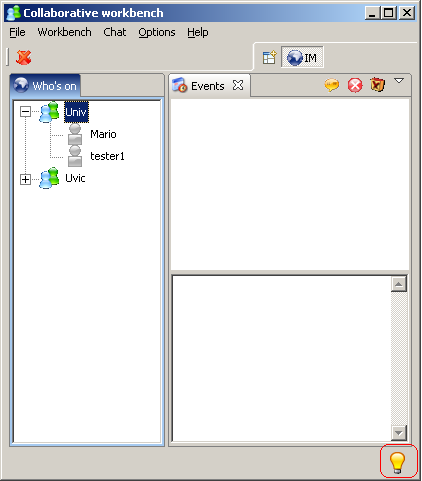 Collaborative workbench
File Workbench Chat Options Help
IM
Who's on
Events
Univ
Mario
tester1
Uvic